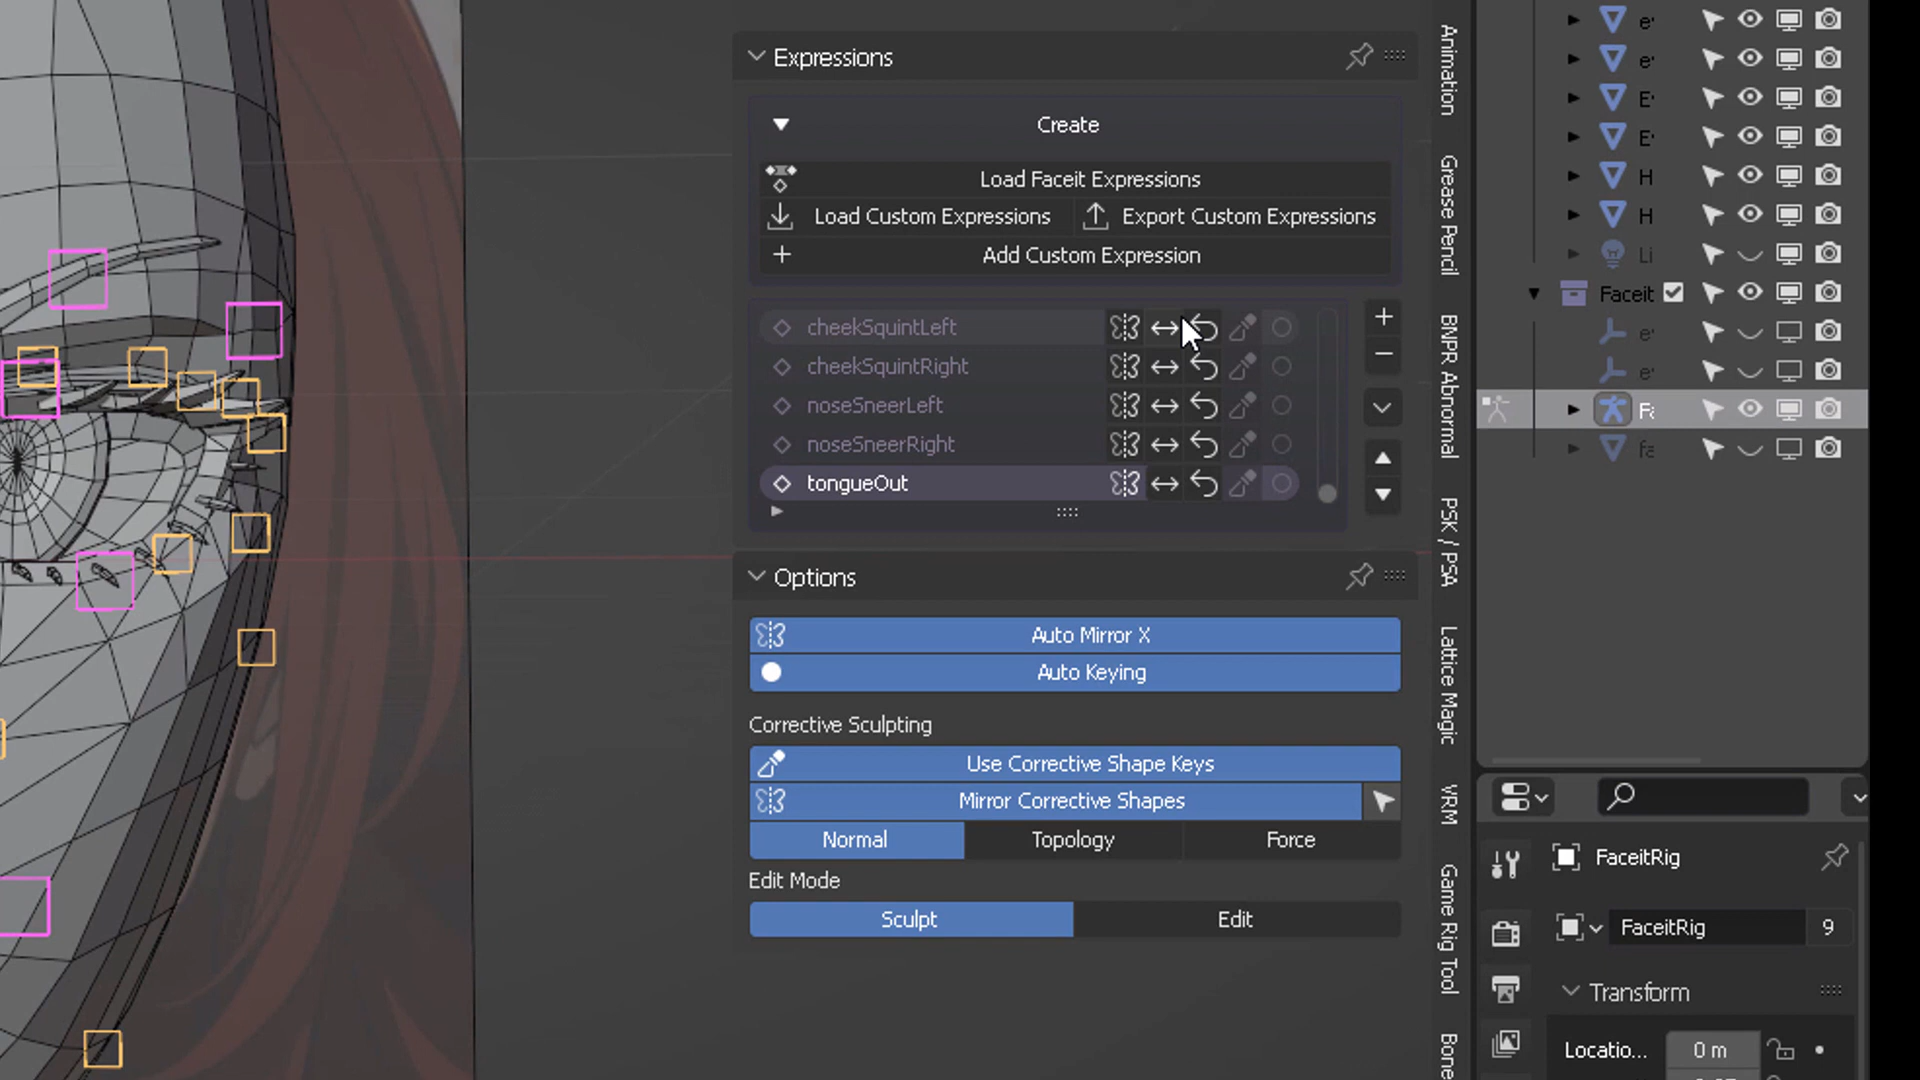 Expressions
Create
Load Faceit Expressions
Load Custom Expressions
Export Custom Expressions
Add Custom Expression
cheekSquintLeft
cheekSquintRight
noseSneerLeft
noseSneerRight
tongueOut
Options
Auto Mirror X
Auto Keying
Corrective Sculpting
Use Corrective Shape Keys
Mirror Corrective Shapes
Normal
Topology
Force
Edit Mode
Sculpt
Edit
Animation
Grease Pencil
BNPR Abnormal
PSK / PSA
Lattice Magic
VRM
Game Rig Tool
Bone
E
E
H
H
Li
Faceit
FaceitRig
FaceitRig
9
Transform
Locatio...
0 m